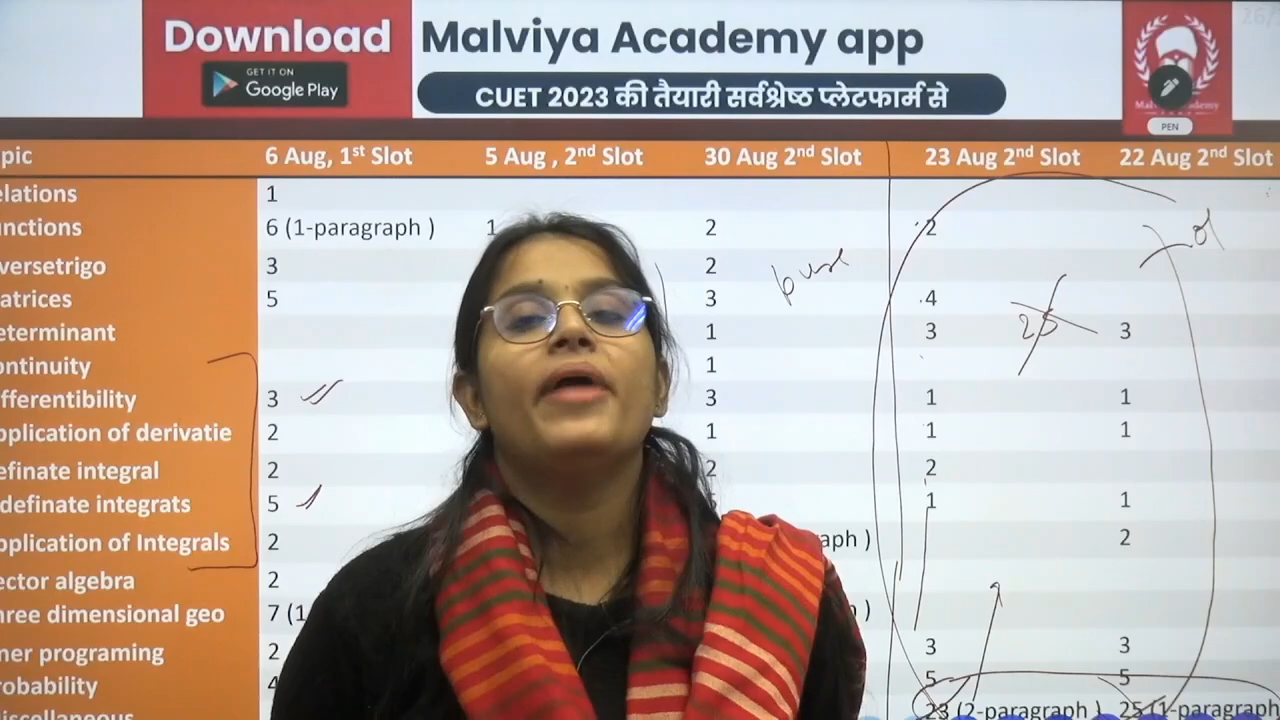 Download Malviya Academy app
GET IT ON
Google Play
CUET 2023 की तैयारी सर्वश्रेष्ठ प्लेटफार्म से
PEN
pic 6 Aug, 1st Slot 5 Aug , 2nd Slot 30 Aug 2nd Slot 23 Aug 2nd Slot 22 Aug 2nd Slot
elations 1
unctions 6 (1-paragraph ) 1 2 2
versetrigo 3 2
atrices 5 3 4
25
eterminant 1 3 3
ontinuity 1
fferentibility 3 3 1 1
pplication of derivatie 2 1 1 1
efinate integral 2 2 2
definate integrats 5 1 1
pplication of Integrals 2 aph ) 2
ector algebra 2
hree dimensional geo 7 (1 )
ner programing 2 3 3
robability 4 5 5
iscellaneous 23 (2-paragraph ) 25 (1-paragraph